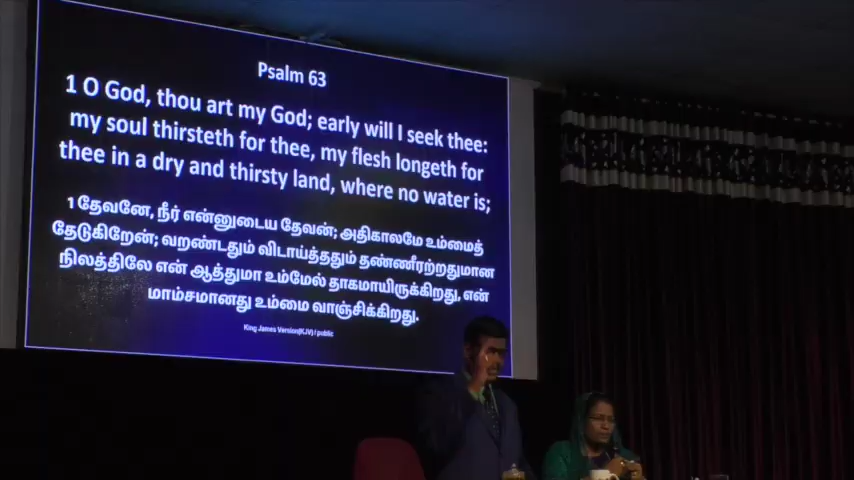 Psalm 63
1 O God, thou art my God; early will I seek thee:
my soul thirsteth for thee, my flesh longeth for
thee in a dry and thirsty land, where no water is;
1 தேவனே, நீர் என்னுடைய தேவன்; அதிகாலமே உம்மைத்
தேடுகிறேன்; வறண்டதும் விடாய்த்ததும் தண்ணீரற்றதுமான
நிலத்திலே என் ஆத்துமா உம்மேல் தாகமாயிருக்கிறது, என்
மாம்சமானது உம்மை வாஞ்சிக்கிறது.
King James Version(KJV) / public